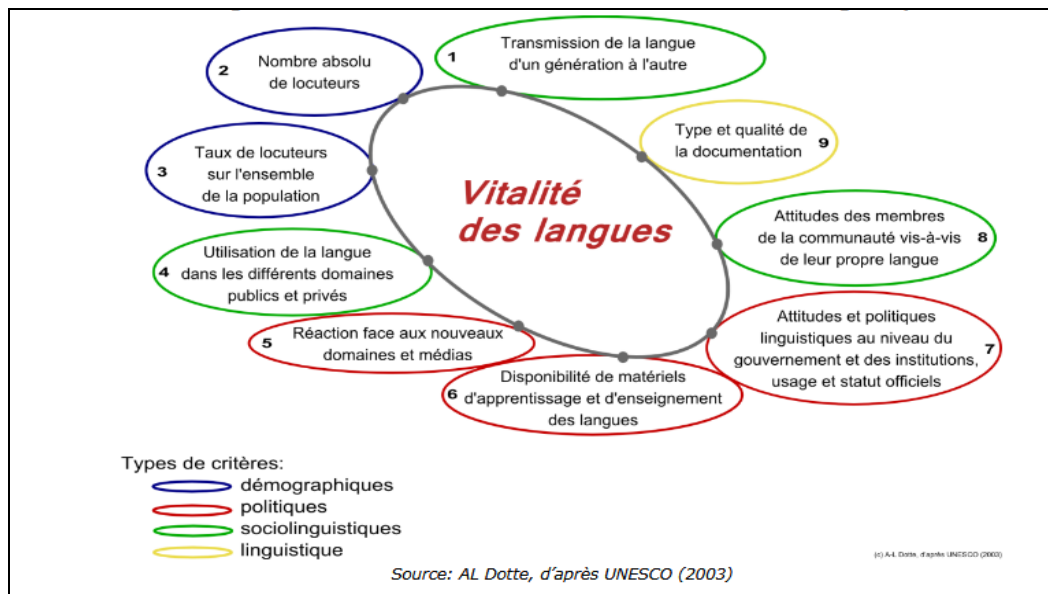 1
Transmission de la langue
d'un génération à l'autre
2
Nombre absolu
de locuteurs
3
Taux de locuteurs
sur l'ensemble
de la population
4
Utilisation de la langue
dans les différents domaines
publics et privés
5
Réaction face aux nouveaux
domaines et médias
6
Disponibilité de matériels
d'apprentissage et d'enseignement
des langues
7
Attitudes et politiques
linguistiques au niveau du
gouvernement et des institutions,
usage et statut officiels
8
Attitudes des membres
de la communauté vis-à-vis
de leur propre langue
9
Type et qualité de
la documentation
Vitalité
des langues
Types de critères:
démographiques
politiques
sociolinguistiques
linguistique
(c) A-L Dotte, d'après UNESCO (2003)
Source: AL Dotte, d'après UNESCO (2003)